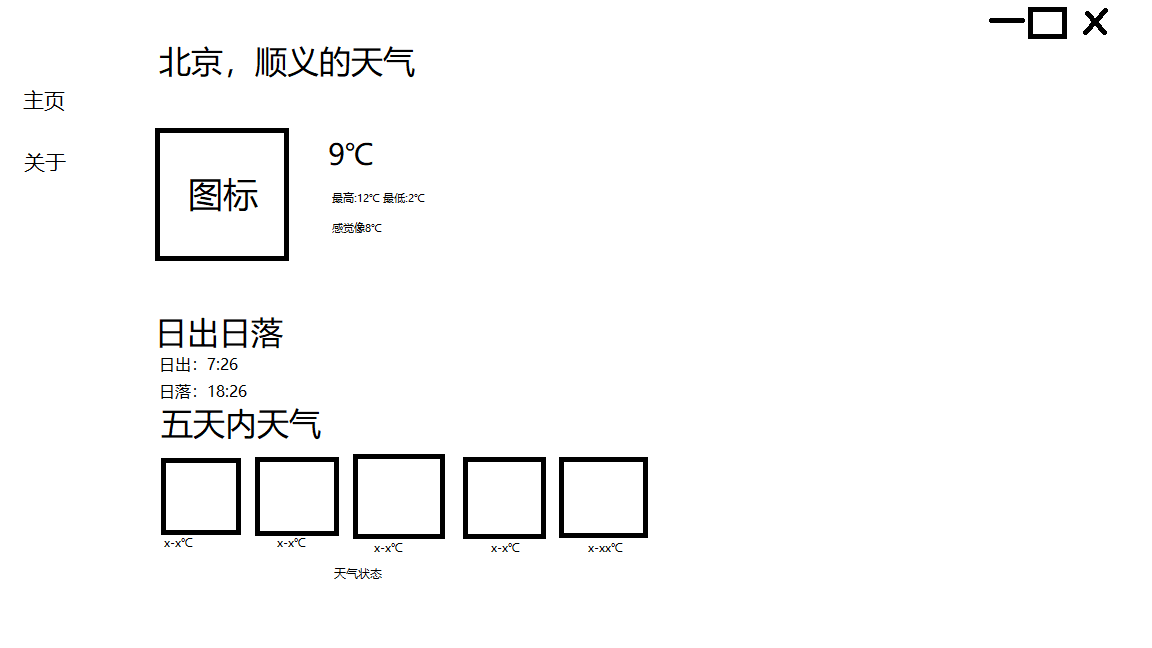 北京，顺义的天气
主页
关于
图标
9℃
最高:12℃ 最低:2℃
感觉像8℃
日出日落
日出：7:26
日落：18:26
五天内天气
x-x℃ x-x℃ x-x℃ x-x℃ x-xx℃
天气状态